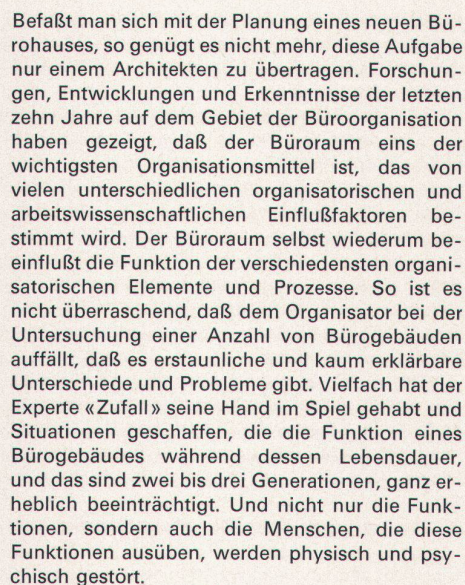 Befaßt man sich mit der Planung eines neuen Bü-
rohauses, so genügt es nicht mehr, diese Aufgabe
nur einem Architekten zu übertragen. Forschun-
gen, Entwicklungen und Erkenntnisse der letzten
zehn Jahre auf dem Gebiet der Büroorganisation
haben gezeigt, daß der Büroraum eins der
wichtigsten Organisationsmittel ist, das von
vielen unterschiedlichen organisatorischen und
arbeitswissenschaftlichen Einflußfaktoren be-
stimmt wird. Der Büroraum selbst wiederum be-
einflußt die Funktion der verschiedensten organi-
satorischen Elemente und Prozesse. So ist es
nicht überraschend, daß dem Organisator bei der
Untersuchung einer Anzahl von Bürogebäuden
auffällt, daß es erstaunliche und kaum erklärbare
Unterschiede und Probleme gibt. Vielfach hat der
Experte «Zufall» seine Hand im Spiel gehabt und
Situationen geschaffen, die die Funktion eines
Bürogebäudes während dessen Lebensdauer,
und das sind zwei bis drei Generationen, ganz er-
heblich beeinträchtigt. Und nicht nur die Funk-
tionen, sondern auch die Menschen, die diese
Funktionen ausüben, werden physisch und psy-
chisch gestört.